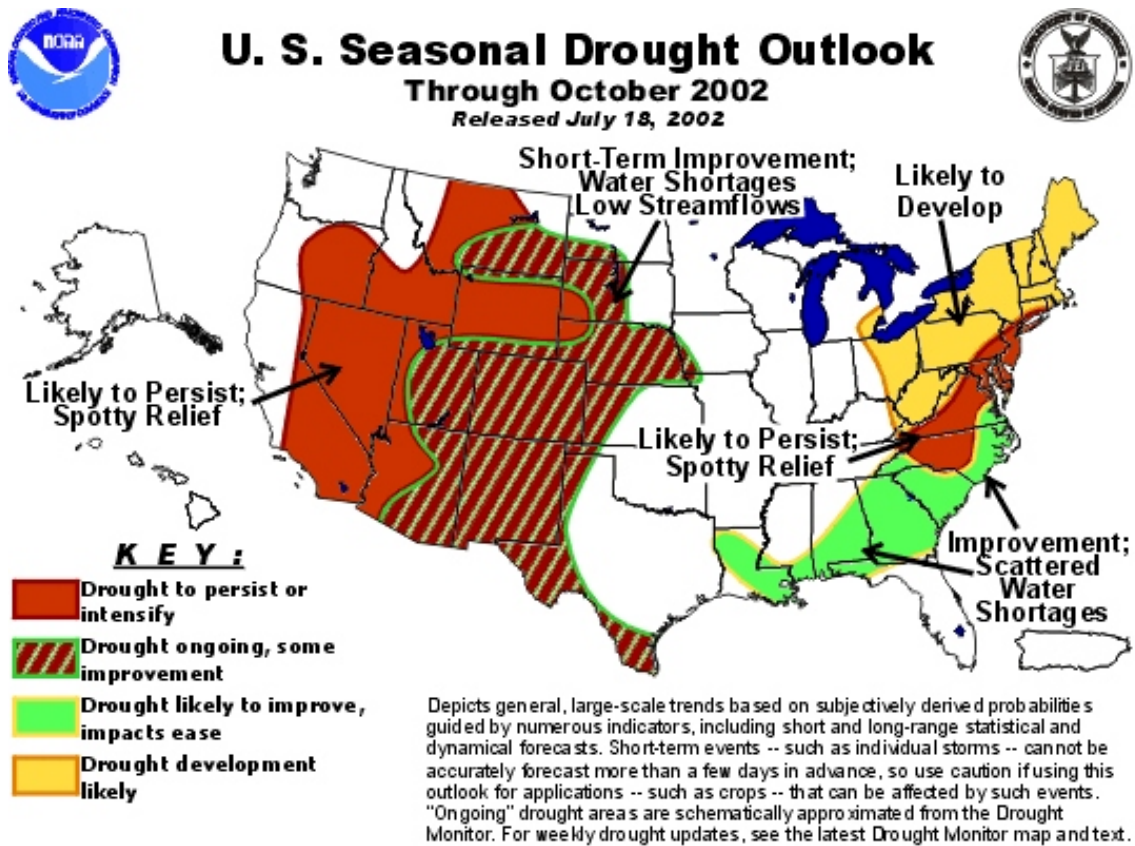 NOAA
U. S. Seasonal Drought Outlook
Through October 2002
Released July 18, 2002
Short-Term Improvement;
Water Shortages
Low Streamflows
Likely to
Develop
Likely to Persist;
Spotty Relief
Likely to Persist;
Spotty Relief
Improvement;
Scattered
Water
Shortages
K E Y :
Drought to persist or
intensify
Drought ongoing, some
improvement
Drought likely to improve,
impacts ease
Drought development
likely
Depicts general, large-scale trends based on subjectively derived probabilities
guided by numerous indicators, including short and long-range statistical and
dynamical forecasts. Short-term events -- such as individual storms -- cannot be
accurately forecast more than a few days in advance, so use caution if using this
outlook for applications -- such as crops -- that can be affected by such events.
"Ongoing" drought areas are schematically approximated from the Drought
Monitor. For weekly drought updates, see the latest Drought Monitor map and text.